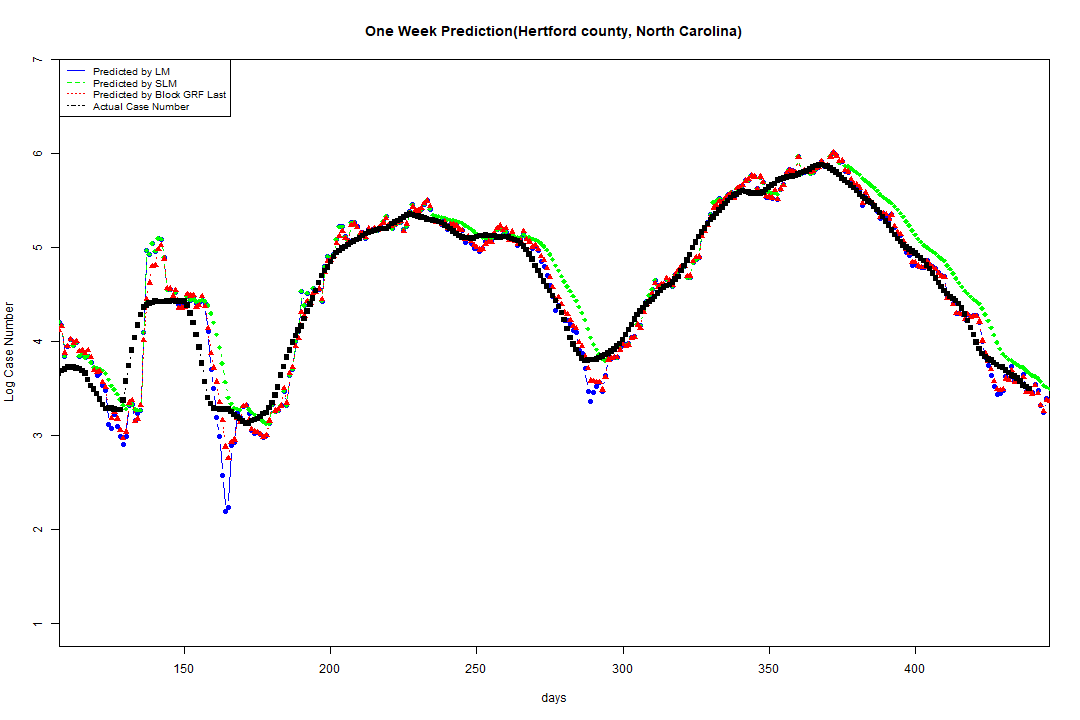 One Week Prediction(Hertford county, North Carolina)
Predicted by LM
Predicted by SLM
Predicted by Block GRF Last
Actual Case Number
Log Case Number
7
6
5
4
3
2
1
150
200
250
300
350
400
days